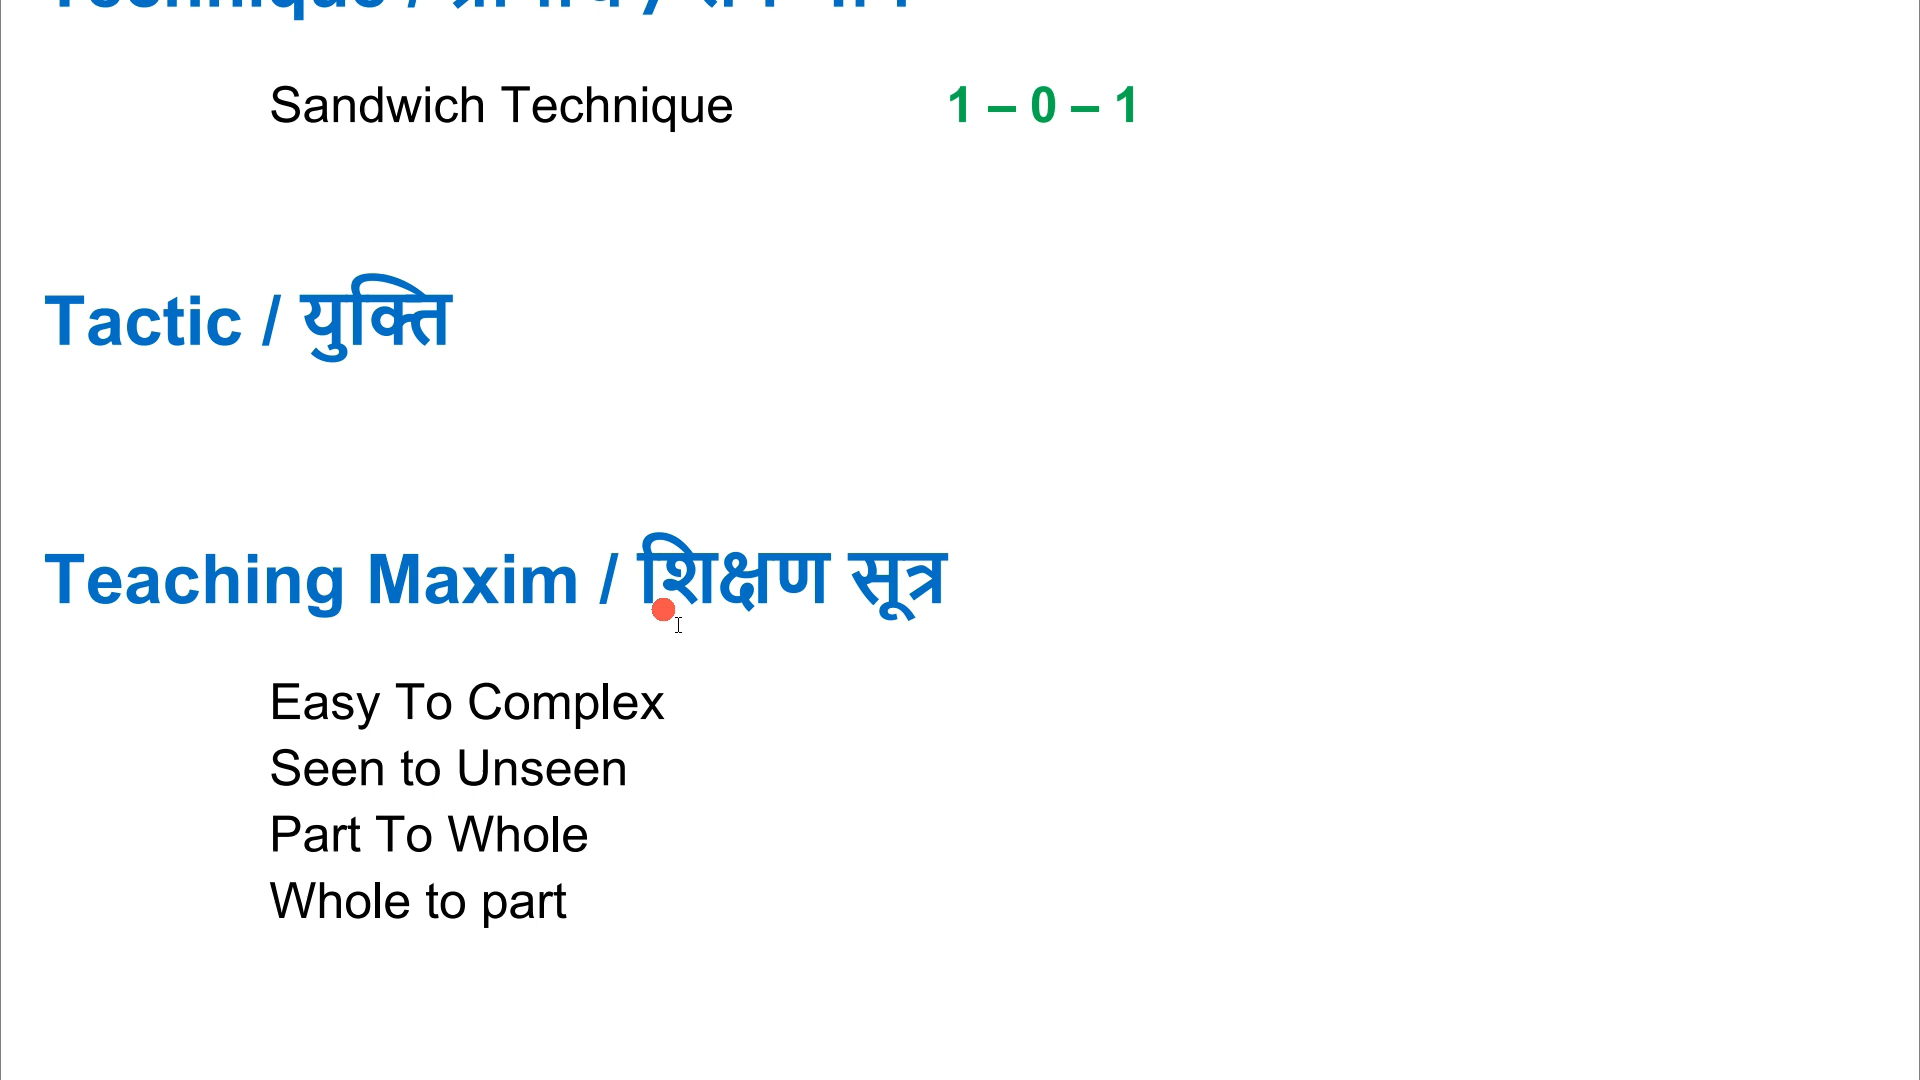 Technique /
Sandwich Technique 1 – 0 – 1
Tactic / युक्ति
Teaching Maxim / शिक्षण सूत्र
Easy To Complex
Seen to Unseen
Part To Whole
Whole to part